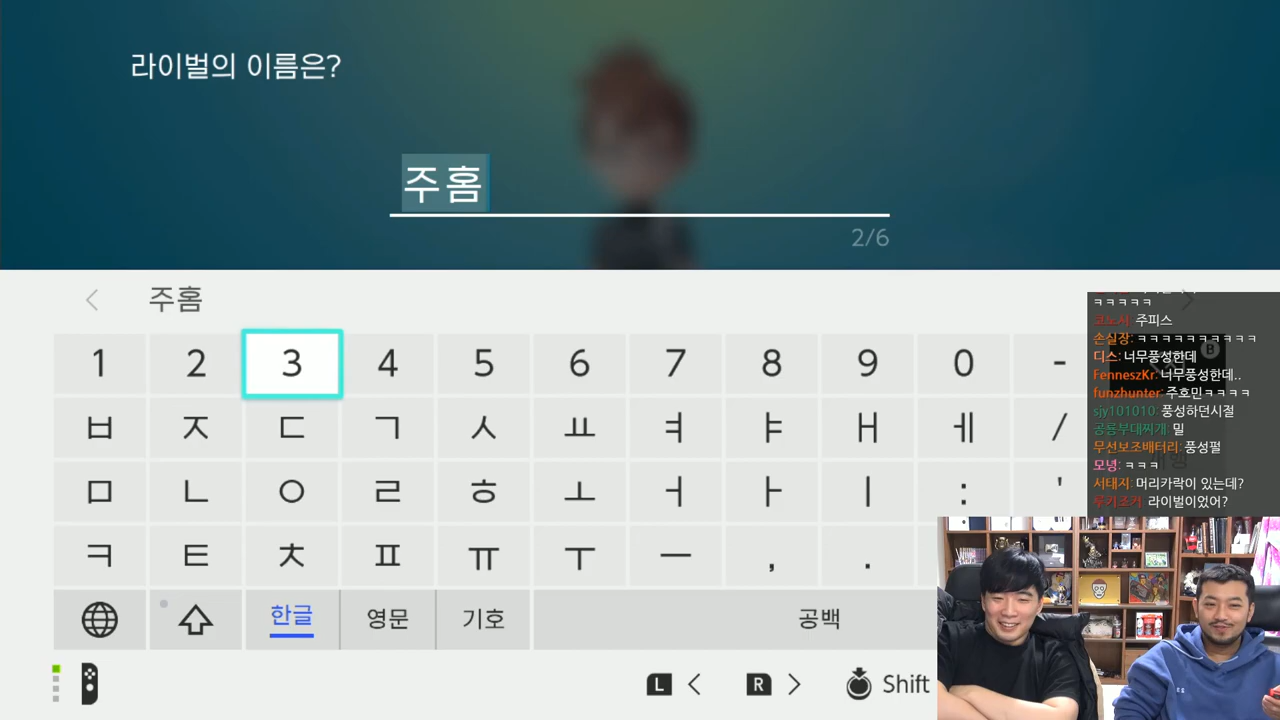 라이벌의 이름은?
주홈
2/6
주홈
1 2 3 4 5 6 7 8 9 0 -
ㅂ ㅈ ㄷ ㄱ ㅅ ㅛ ㅕ ㅑ ㅐ ㅔ /
ㅁ ㄴ ㅇ ㄹ ㅎ ㅗ ㅓ ㅏ ㅣ : '
ㅋ ㅌ ㅊ ㅍ ㅠ ㅜ ㅡ , .
한글 영문 기호 공백
L R Shift
ㅋㅋㅋㅋㅋ
코노시: 주피스
손실장: ㅋㅋㅋㅋㅋㅋㅋㅋㅋㅋ
디스: 너무풍성한데
B
FenneszKr: 너무풍성한데..
funzhunter: 주호민ㅋㅋㅋㅋ
sjy101010: 풍성하던시절
공룡부대찌개: 밀
무선보조배터리: 풍성펄
모녕: ㅋㅋㅋ
서태지: 머리카락이 있는데?
루키조커: 라이벌이었어?